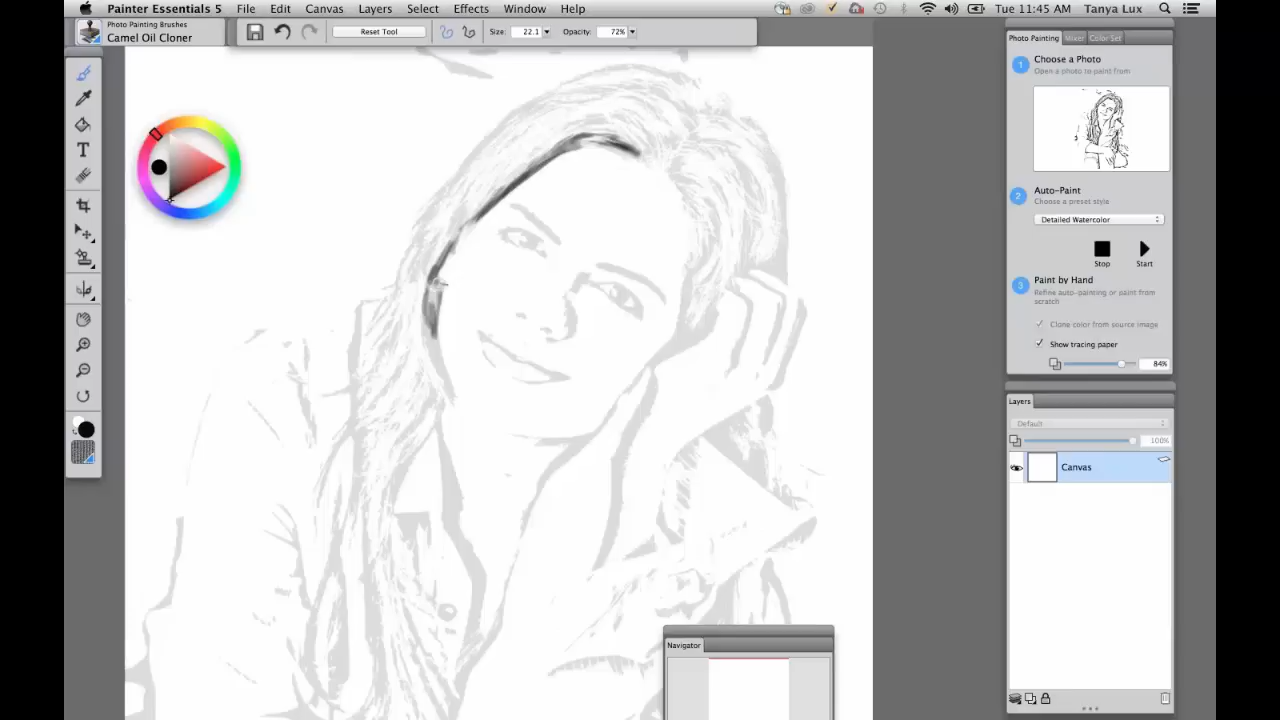 Painter Essentials 5 File Edit Canvas Layers Select Effects Window Help Tue 11:45 AM Tanya Lux
Photo Painting Brushes
Camel Oil Cloner
Reset Tool Size: 22.1 Opacity: 72%
Photo Painting Mixer Color Set
1 Choose a Photo
Open a photo to paint from
2 Auto-Paint
Choose a preset style
Detailed Watercolor
Stop Start
3 Paint by Hand
Refine auto-painting or paint from
scratch
Clone color from source image
Show tracing paper
84%
Layers
Default
100%
Canvas
T
Navigator